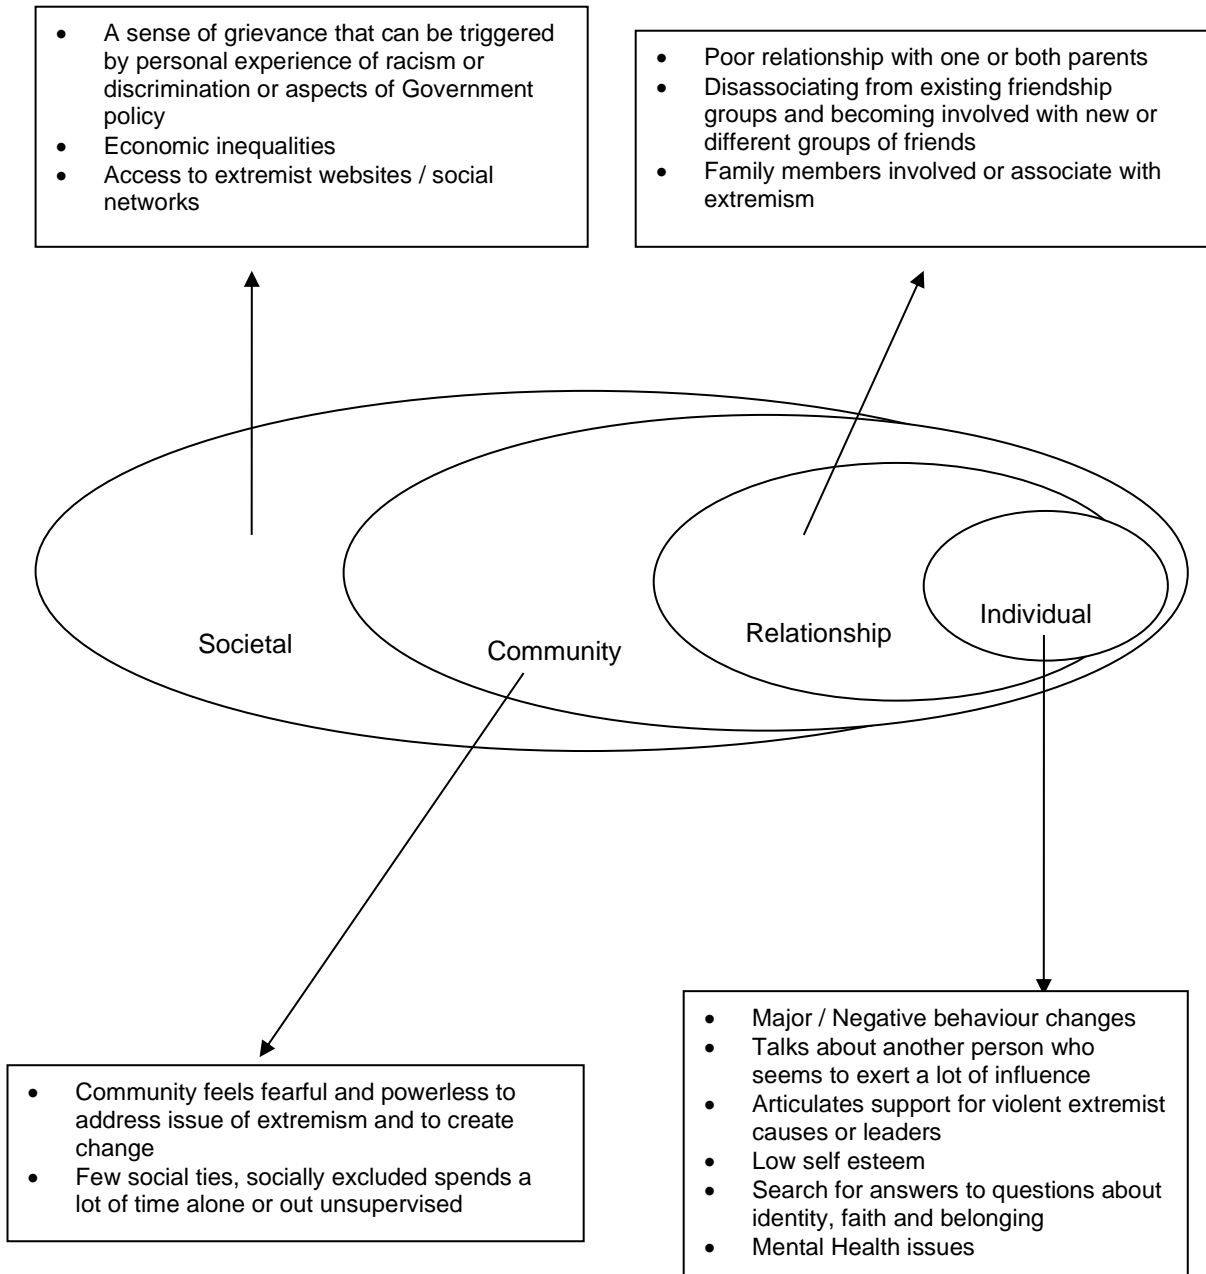 • A sense of grievance that can be triggered
by personal experience of racism or
discrimination or aspects of Government
policy
• Economic inequalities
• Access to extremist websites / social
networks
• Poor relationship with one or both parents
• Disassociating from existing friendship
groups and becoming involved with new or
different groups of friends
• Family members involved or associate with
extremism
Societal
Community
Relationship
Individual
• Community feels fearful and powerless to
address issue of extremism and to create
change
• Few social ties, socially excluded spends a
lot of time alone or out unsupervised
• Major / Negative behaviour changes
• Talks about another person who
seems to exert a lot of influence
• Articulates support for violent extremist
causes or leaders
• Low self esteem
• Search for answers to questions about
identity, faith and belonging
• Mental Health issues